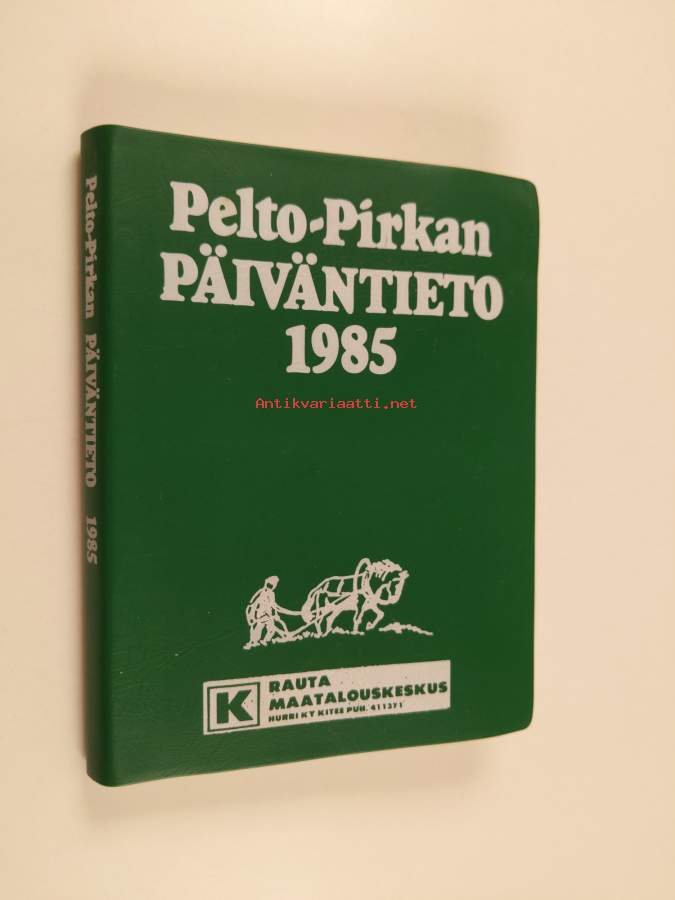 Pelto-Pirkan
PÄIVÄNTIETO
1985
Antikvariaatti.net
K
RAUTA
MAATALOUSKESKUS
HURRI KY KITEE PUH. 411371
Pelto-Pirkan PÄIVÄNTIETO 1985